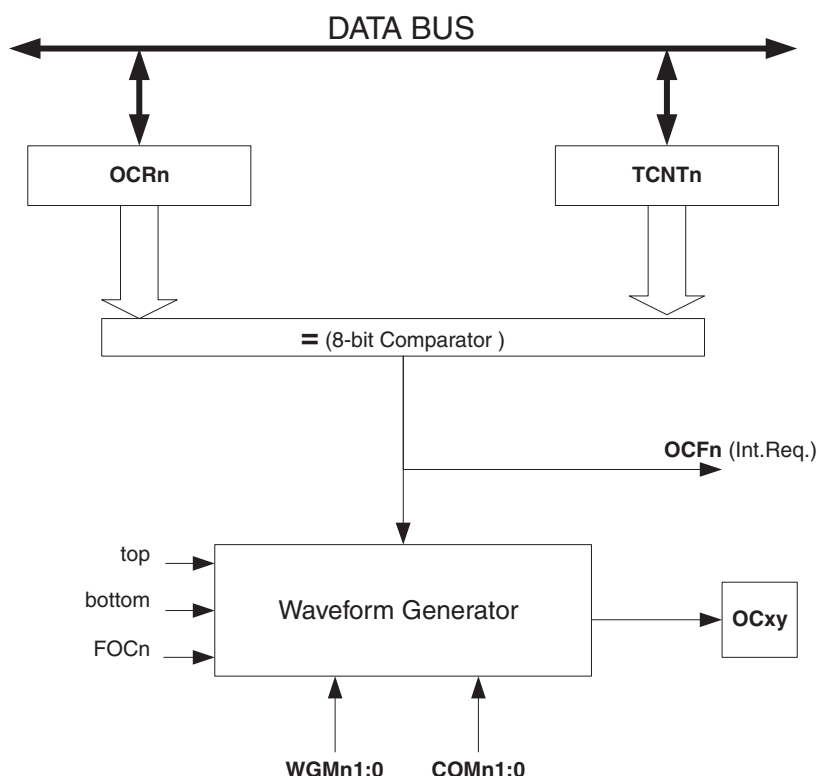 DATA BUS
OCRn
TCNTn
= (8-bit Comparator )
OCFn (Int.Req.)
top
bottom
FOCn
Waveform Generator
OCxy
WGMn1:0
COMn1:0